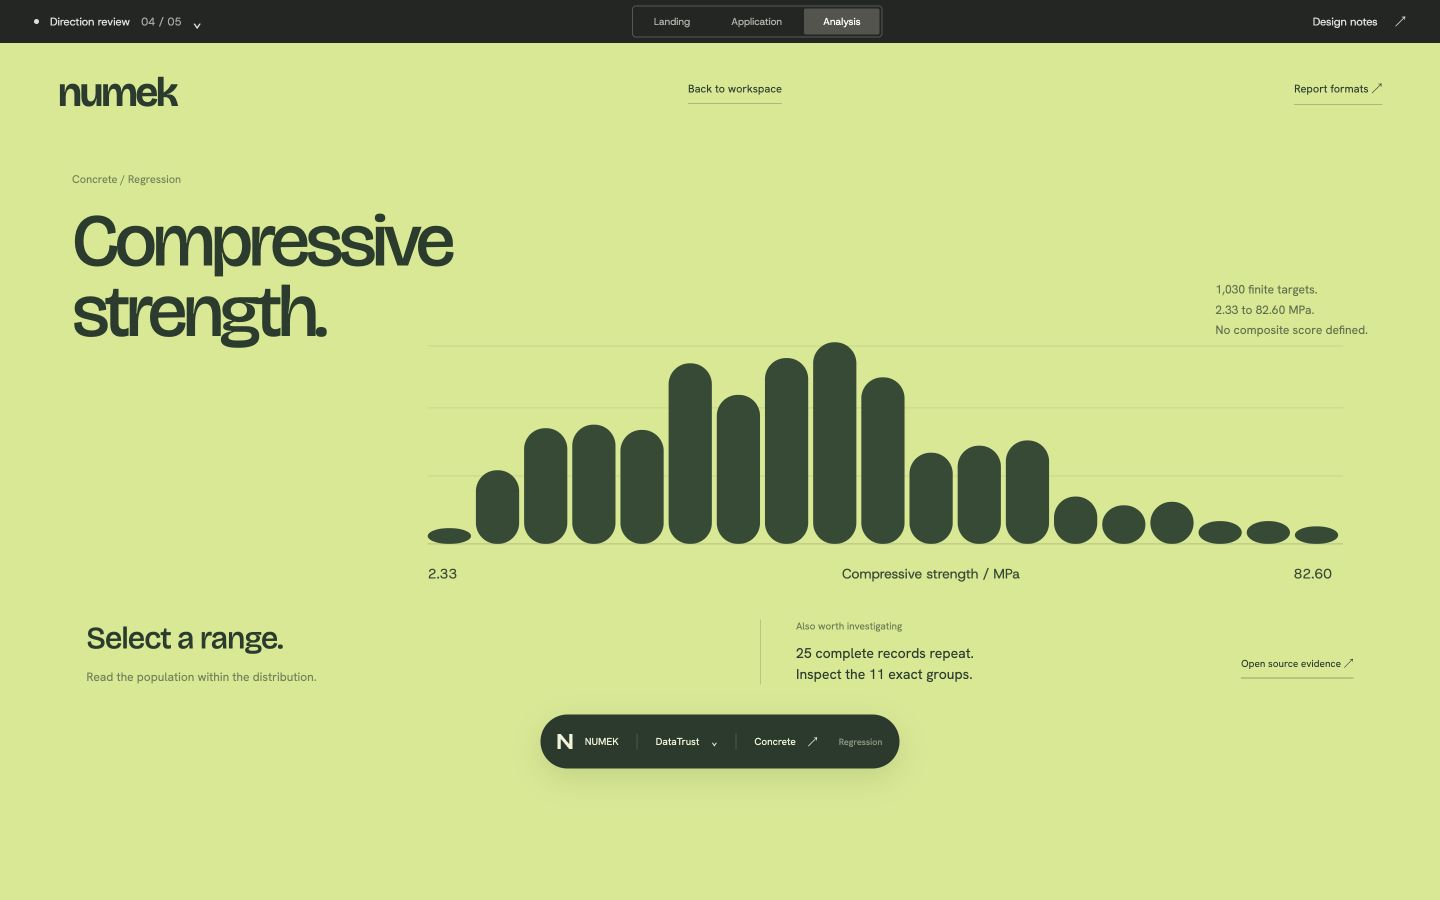 Direction review 04 / 05
Landing
Application
Analysis
Design notes ↗
numek
Back to workspace
Report formats ↗
Concrete / Regression
Compressive
strength.
1,030 finite targets.
2.33 to 82.60 MPa.
No composite score defined.
2.33
Compressive strength / MPa
82.60
Select a range.
Read the population within the distribution.
Also worth investigating
25 complete records repeat.
Inspect the 11 exact groups.
Open source evidence ↗
N NUMEK
DataTrust
Concrete ↗
Regression